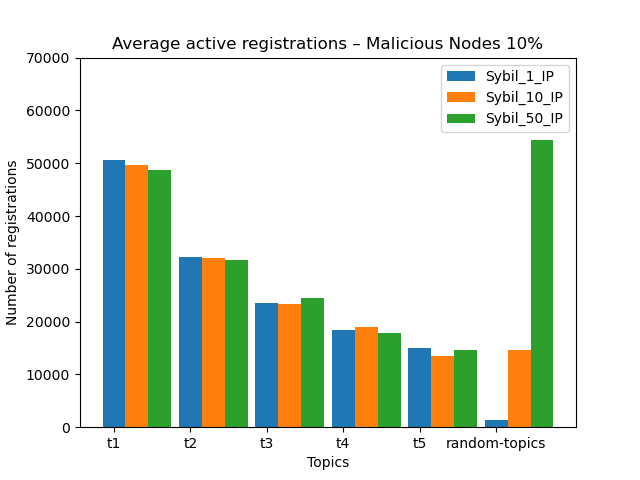 Average active registrations – Malicious Nodes 10%
Sybil_1_IP
Sybil_10_IP
Sybil_50_IP
Number of registrations
70000
60000
50000
40000
30000
20000
10000
0
t1 t2 t3 t4 t5 random-topics
Topics